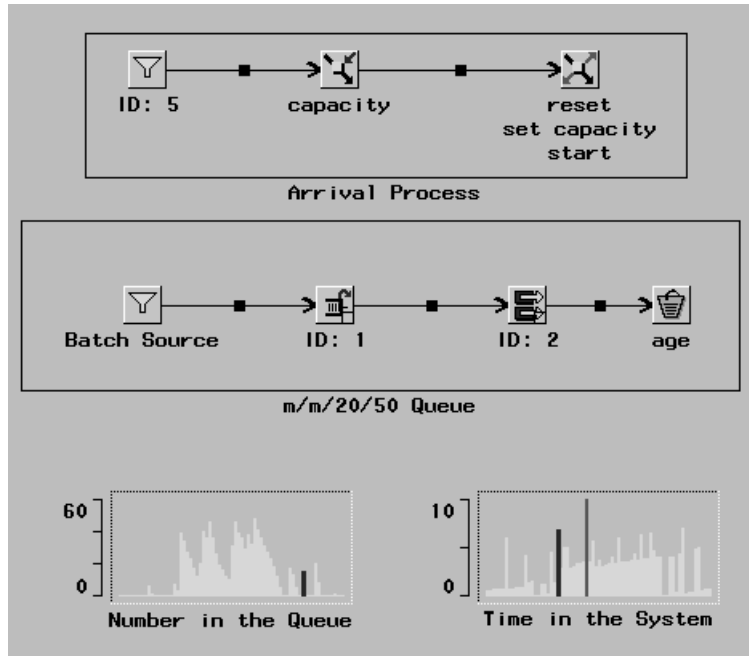 ID: 5
capacity
reset
set capacity
start
Arrival Process
Batch Source
ID: 1
ID: 2
age
m/m/20/50 Queue
60
0
Number in the Queue
10
0
Time in the System